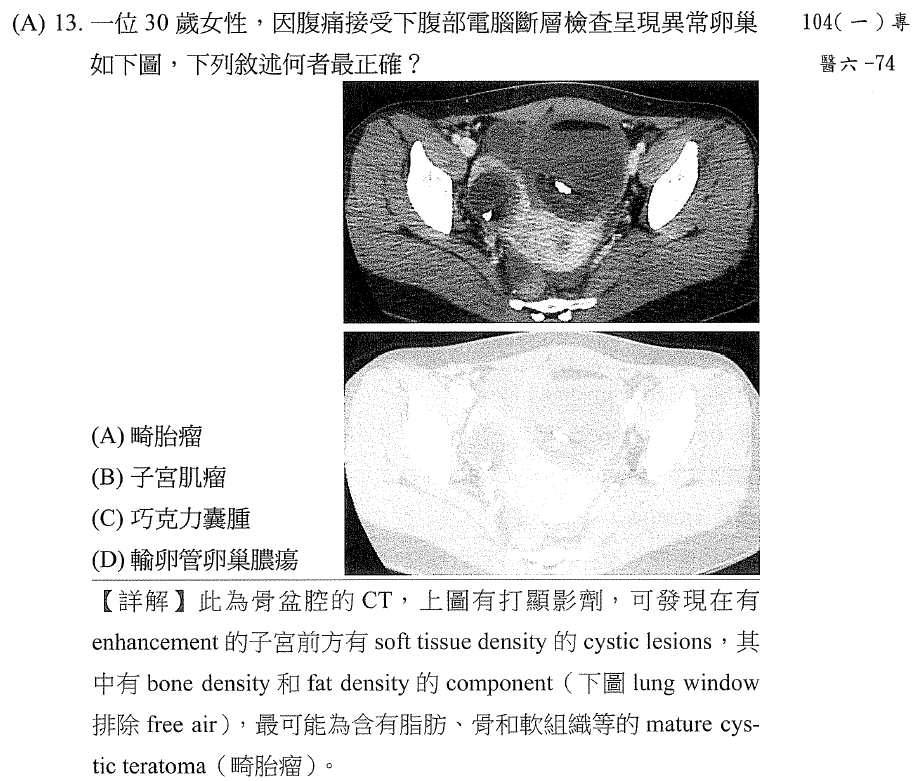 (A) 13. 一位 30 歲女性，因腹痛接受下腹部電腦斷層檢查呈現異常卵巢
如下圖，下列敘述何者最正確？
104(一)專
醫六-74
(A) 畸胎瘤
(B) 子宮肌瘤
(C) 巧克力囊腫
(D) 輸卵管卵巢膿瘍
【詳解】此為骨盆腔的 CT，上圖有打顯影劑，可發現在有
enhancement 的子宮前方有 soft tissue density 的 cystic lesions，其
中有 bone density 和 fat density 的 component（下圖 lung window
排除 free air），最可能為含有脂肪、骨和軟組織等的 mature cys-
tic teratoma（畸胎瘤）。